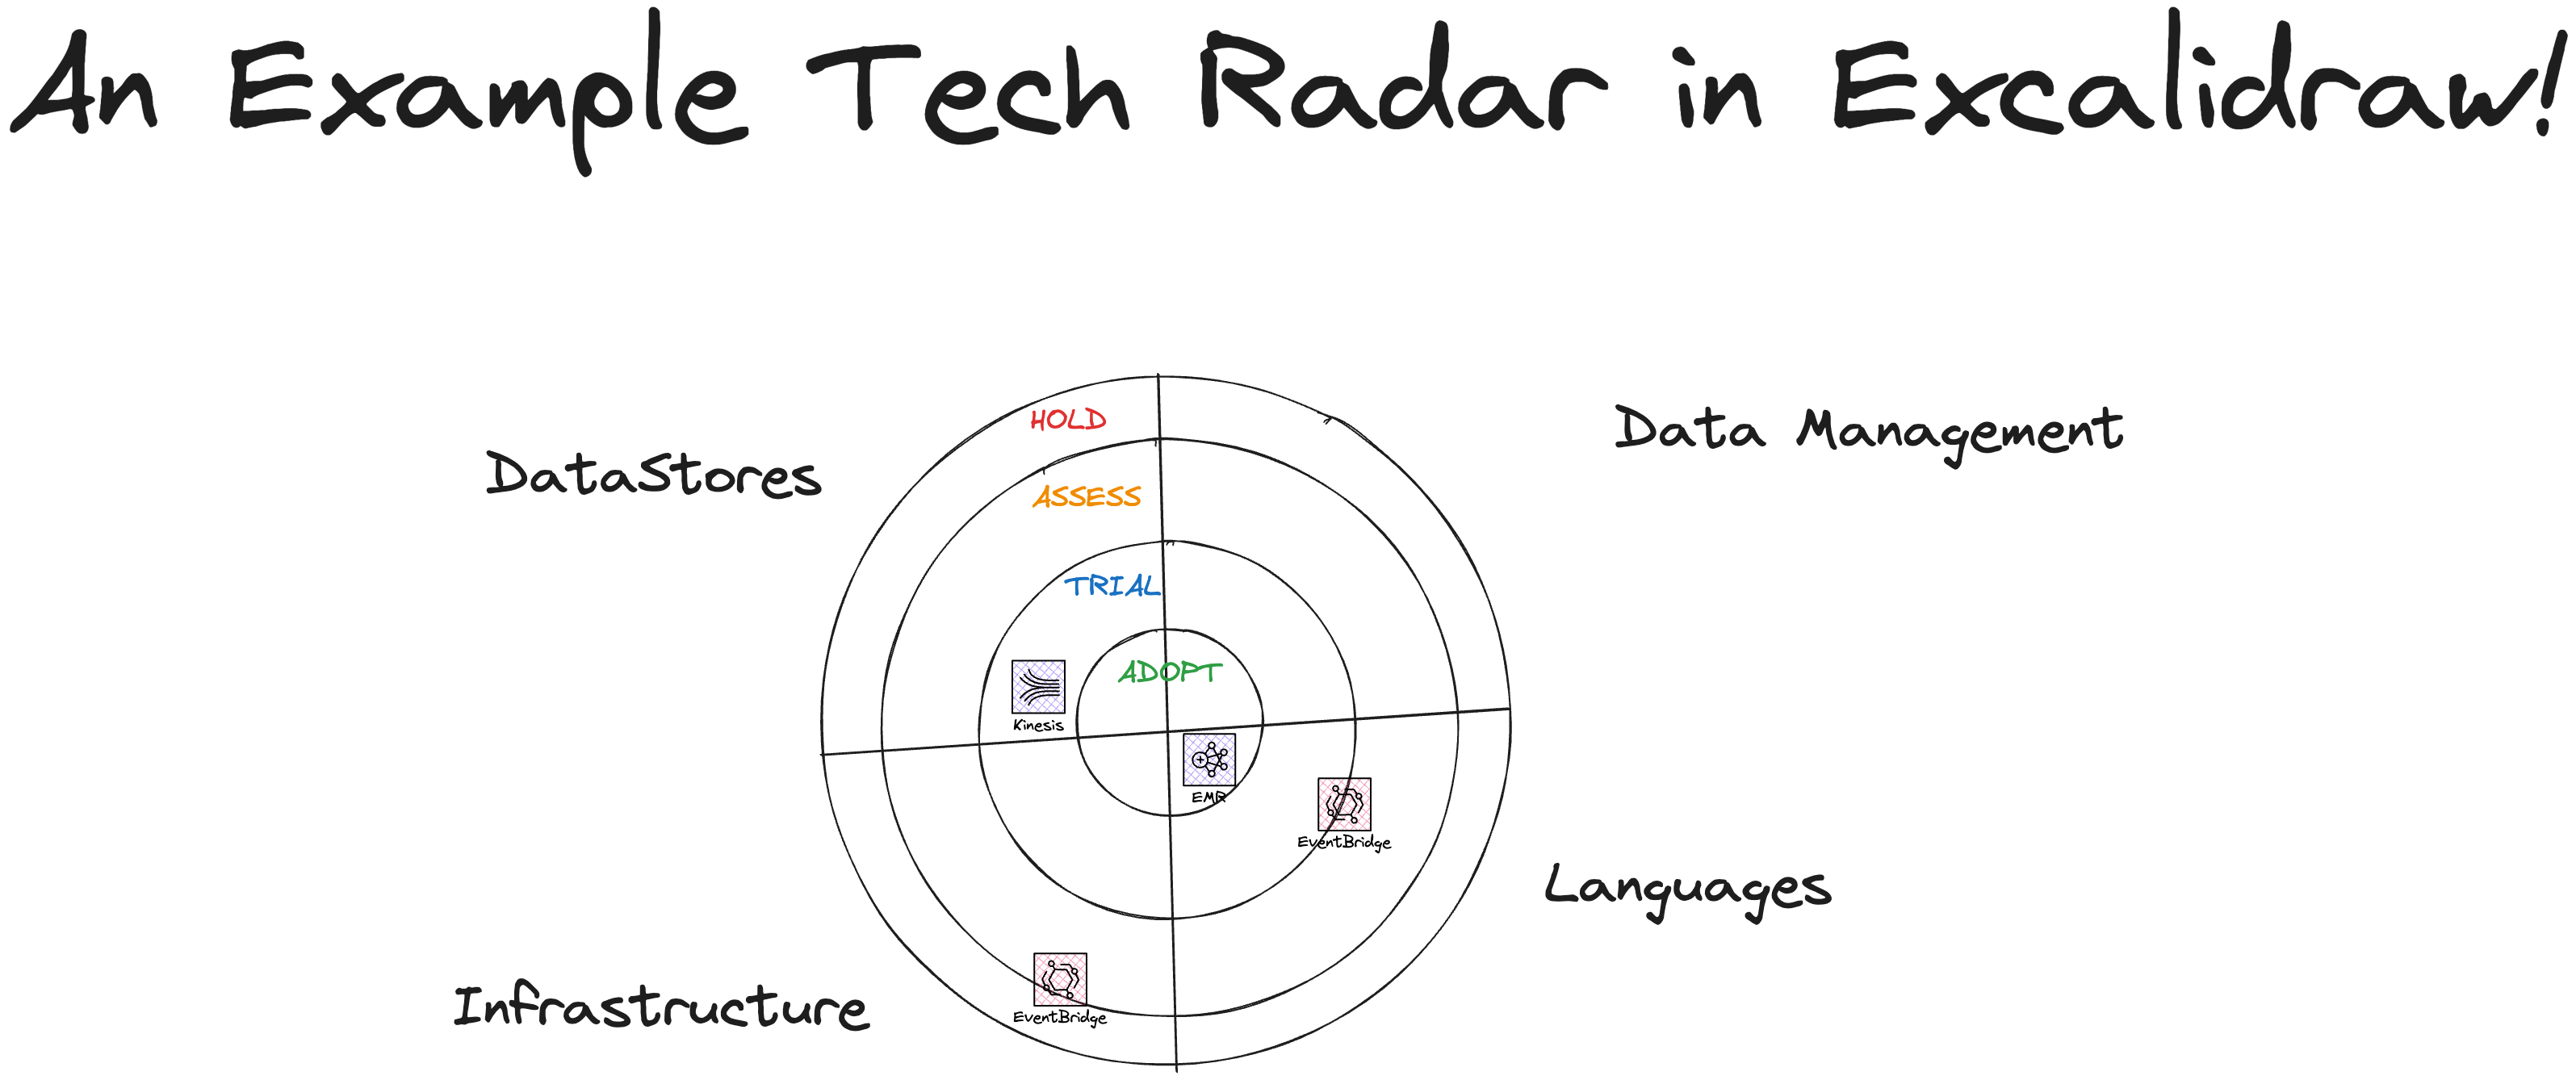 An Example Tech Radar in Excalidraw!
HOLD
Data Management
DataStores
ASSESS
TRIAL
ADOPT
Kinesis
EMR
EventBridge
Languages
Infrastructure
EventBridge